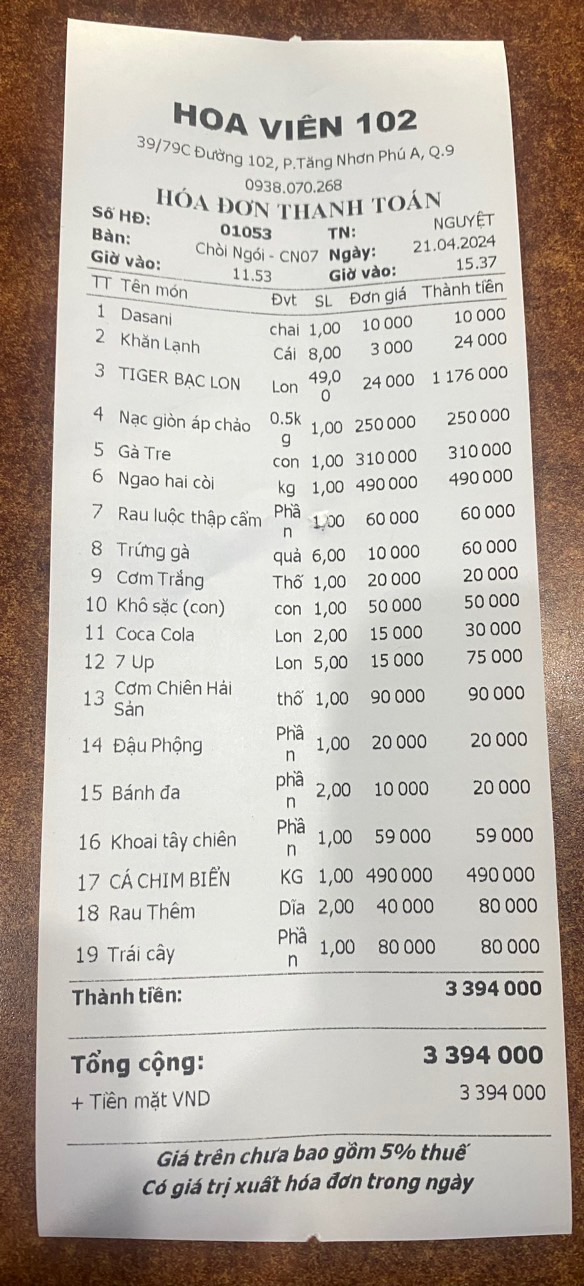 HOA VIÊN 102
39/79C Đường 102, P.Tăng Nhơn Phú A, Q.9
0938.070.268
HÓA ĐƠN THANH TOÁN
Số HĐ: 01053 TN: NGUYỆT
Bàn: Chòi Ngói - CN07 Ngày: 21.04.2024
Giờ vào: 11.53 Giờ vào: 15.37
TT Tên món Đvt SL Đơn giá Thành tiền
1 Dasani chai 1,00 10 000 10 000
2 Khăn Lạnh Cái 8,00 3 000 24 000
3 TIGER BẠC LON Lon 49,0 24 000 1 176 000
0
4 Nạc giòn áp chảo 0.5k 1,00 250 000 250 000
g
5 Gà Tre con 1,00 310 000 310 000
6 Ngao hai còi kg 1,00 490 000 490 000
7 Rau luộc thập cẩm Phầ 1,00 60 000 60 000
n
8 Trứng gà quả 6,00 10 000 60 000
9 Cơm Trắng Thố 1,00 20 000 20 000
10 Khô sặc (con) con 1,00 50 000 50 000
11 Coca Cola Lon 2,00 15 000 30 000
12 7 Up Lon 5,00 15 000 75 000
13 Cơm Chiên Hải thố 1,00 90 000 90 000
Sản
14 Đậu Phộng Phầ 1,00 20 000 20 000
n
15 Bánh đa phầ 2,00 10 000 20 000
n
16 Khoai tây chiên Phầ 1,00 59 000 59 000
n
17 CÁ CHIM BIỂN KG 1,00 490 000 490 000
18 Rau Thêm Dĩa 2,00 40 000 80 000
19 Trái cây Phầ 1,00 80 000 80 000
n
Thành tiền: 3 394 000
Tổng cộng: 3 394 000
+ Tiền mặt VND 3 394 000
Giá trên chưa bao gồm 5% thuế
Có giá trị xuất hóa đơn trong ngày